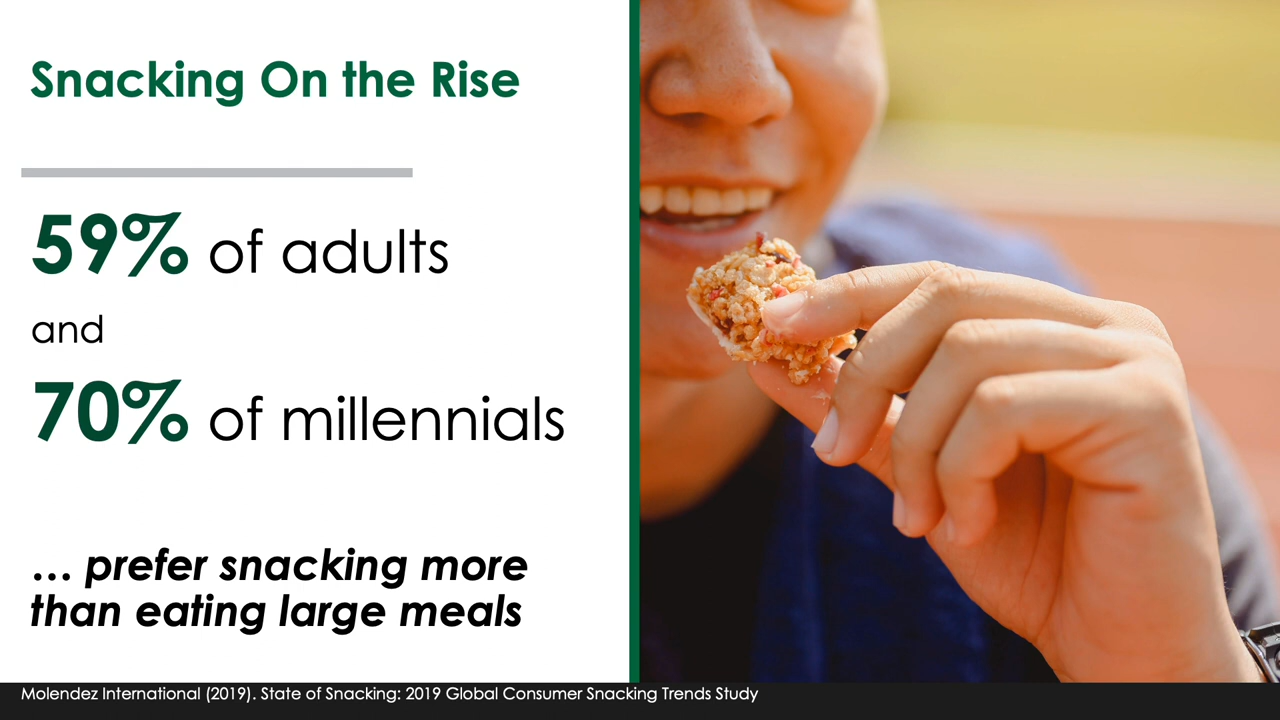 Snacking On the Rise
59% of adults
and
70% of millennials
… prefer snacking more
than eating large meals
Molendez International (2019). State of Snacking: 2019 Global Consumer Snacking Trends Study